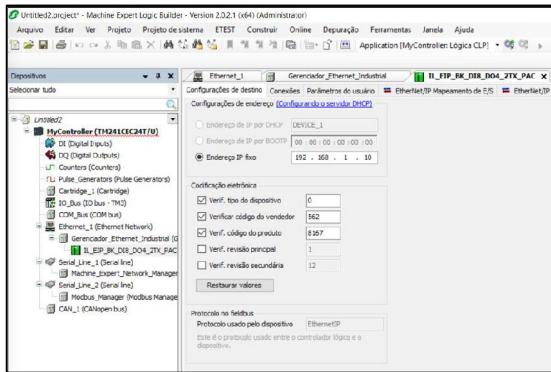 Untitled2.project* - Machine Expert Logic Builder - Version 2.0.2.1 (x64) (Administrator)
Arquivo Editar Ver Projeto Projeto de sistema ETEST Construir Online Depuração Ferramentas Janela Ajuda
Application [MyController: Lógica CLP]
Dispositivos
Selecionar tudo
Untitled2
MyController (TM241CEC24T/U)
DI (Digital Inputs)
DQ (Digital Outputs)
Counters (Counters)
Pulse_Generators (Pulse Generators)
Cartridge_1 (Cartridge)
IO_Bus (IO bus - TM3)
COM_Bus (COM bus)
Ethernet_1 (Ethernet Network)
Gerenciador_Ethernet_Industrial (G
IL_EIP_BK_DI8_DO4_2TX_PAC
Serial_Line_1 (Serial line)
Machine_Expert_Network_Manager
Serial_Line_2 (Serial line)
Modbus_Manager (Modbus Manage
CAN_1 (CANopen bus)
Ethernet_1 Gerenciador_Ethernet_Industrial IL_EIP_BK_DI8_DO4_2TX_PAC
Configurações de destino Conexões Parâmetros do usuário EtherNet/IP Mapeamento de E/S EtherNet/IP
Configurações de endereço (Configurando o servidor DHCP)
Endereço de IP por DHCP DEVICE_1
Endereço de IP por BOOTP 00 : 00 : 00 : 00 : 00 : 00
Endereço IP fixo 192 . 168 . 1 . 10
Codificação eletrônica
Verif. tipo do dispositivo 0
Verificar código do vendedor 562
Verif. código do produto 8167
Verif. revisão principal 1
Verif. revisão secundária 12
Restaurar valores
Protocolo no fieldbus
Protocolo usado pelo dispositivo EthernetIP
Este é o protocolo usado entre o controlador lógico e o
dispositivo.